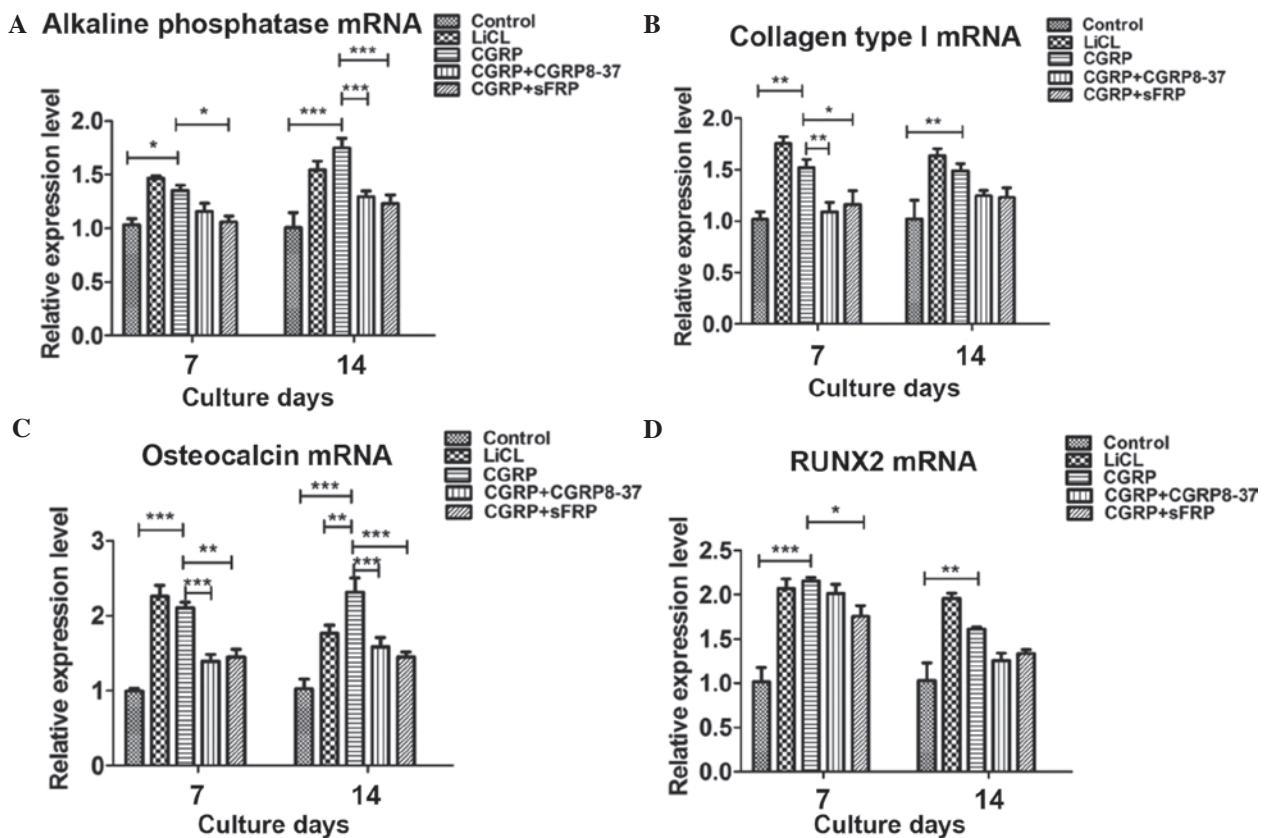 A
Alkaline phosphatase mRNA
Control
LiCL
CGRP
CGRP+CGRP8-37
CGRP+sFRP
Relative expression level
2.0
1.5
1.0
0.5
0.0
*
*
***
***
***
7
14
Culture days
B
Collagen type I mRNA
Control
LiCL
CGRP
CGRP+CGRP8-37
CGRP+sFRP
Relative expression level
2.0
1.5
1.0
0.5
0.0
**
*
**
**
7
14
Culture days
C
Osteocalcin mRNA
Control
LiCL
CGRP
CGRP+CGRP8-37
CGRP+sFRP
Relative expression level
3
2
1
0
***
**
***
***
**
***
***
7
14
Culture days
D
RUNX2 mRNA
Control
LiCL
CGRP
CGRP+CGRP8-37
CGRP+sFRP
Relative expression level
2.5
2.0
1.5
1.0
0.5
0.0
***
*
**
7
14
Culture days